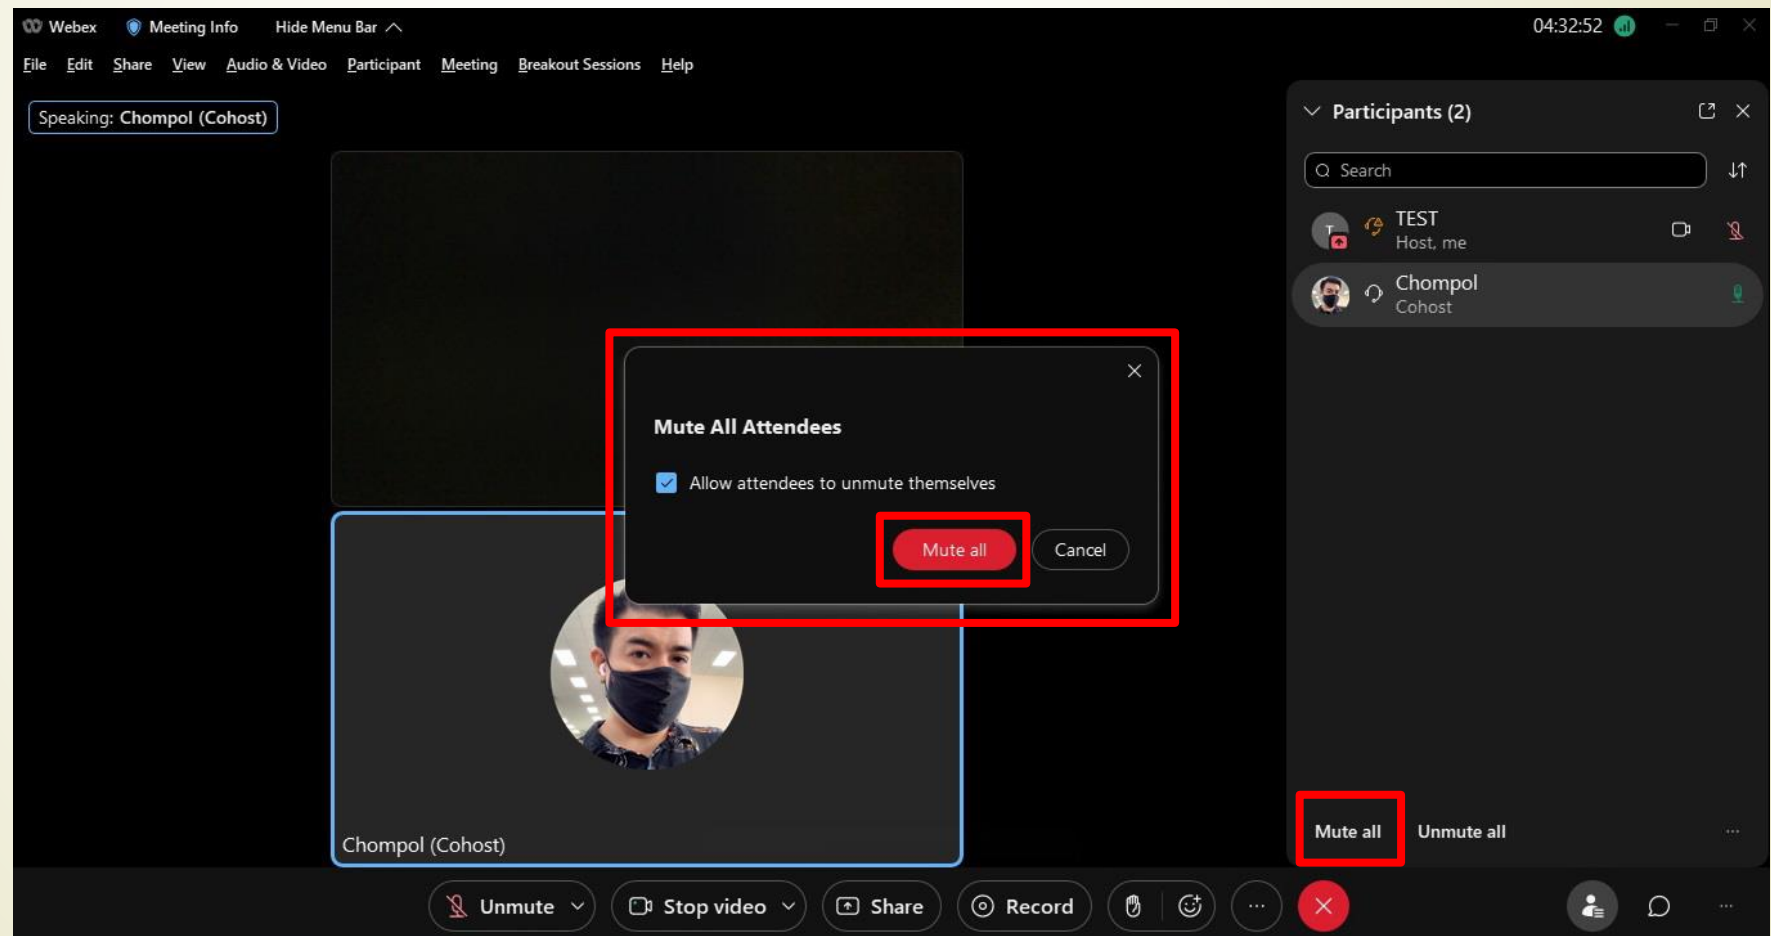 Webex Meeting Info Hide Menu Bar 04:32:52
File Edit Share View Audio & Video Participant Meeting Breakout Sessions Help
Speaking: Chompol (Cohost)
Participants (2)
Search
T
TEST
Host, me
Chompol
Cohost
Mute All Attendees
Allow attendees to unmute themselves
Mute all Cancel
Chompol (Cohost)
Mute all Unmute all
Unmute Stop video Share Record